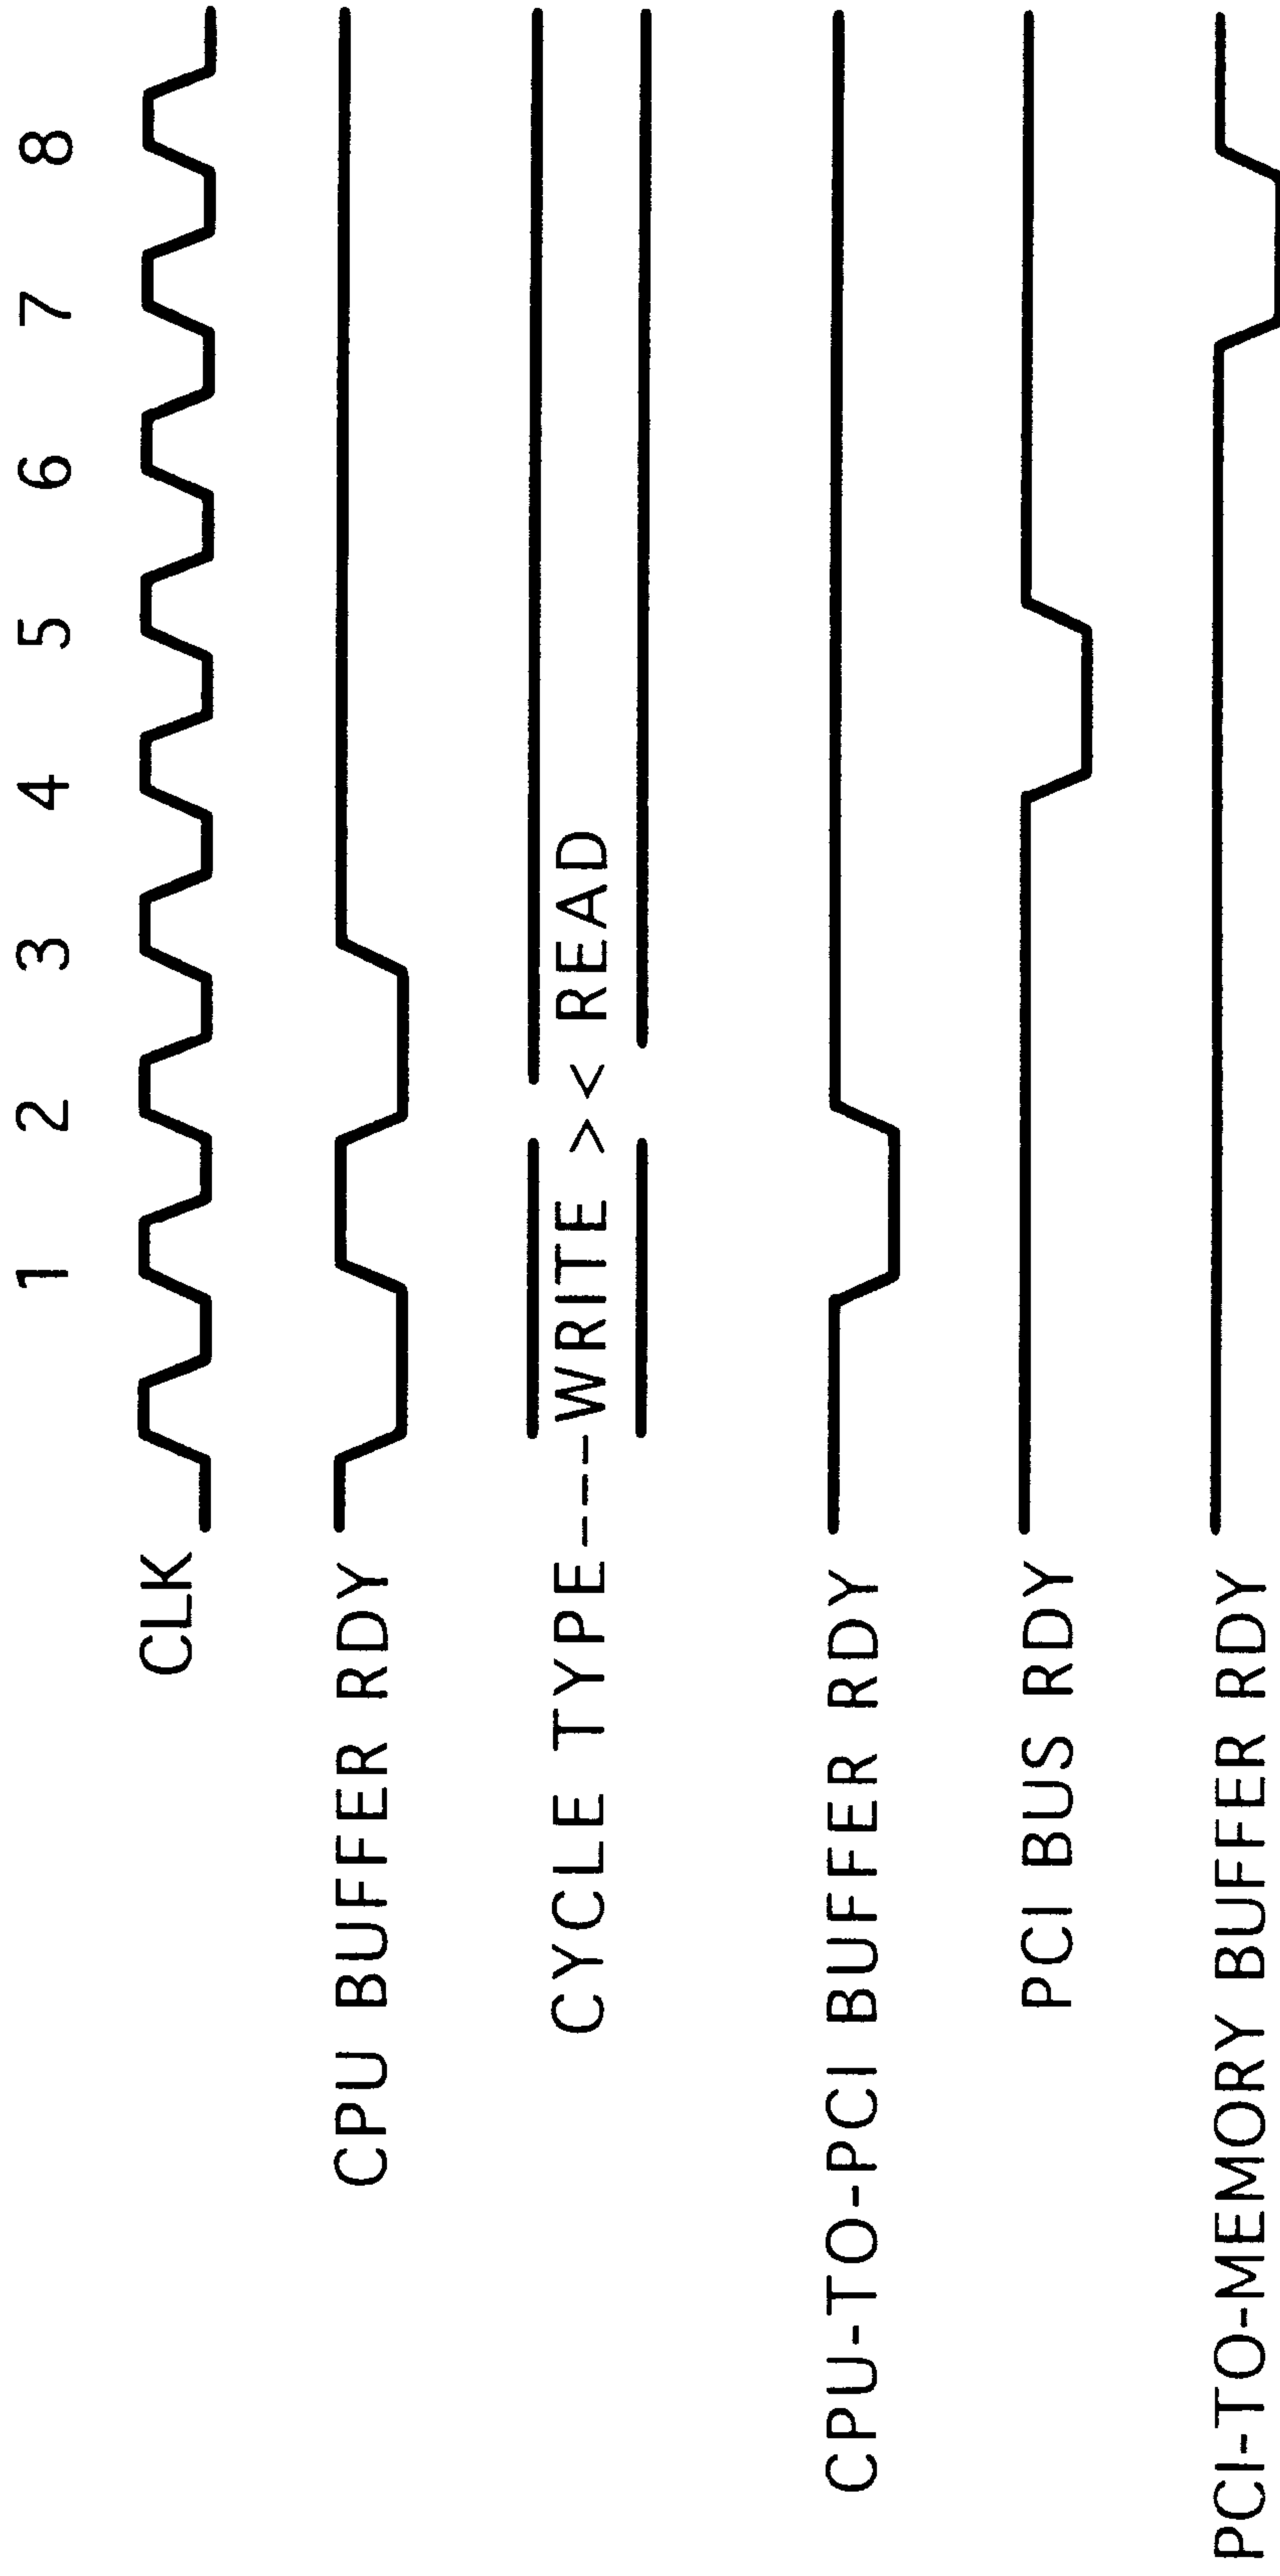 1 2 3 4 5 6 7 8
CLK
CPU BUFFER RDY
CYCLE TYPE----WRITE >< READ
CPU-TO-PCI BUFFER RDY
PCI BUS RDY
PCI-TO-MEMORY BUFFER RDY